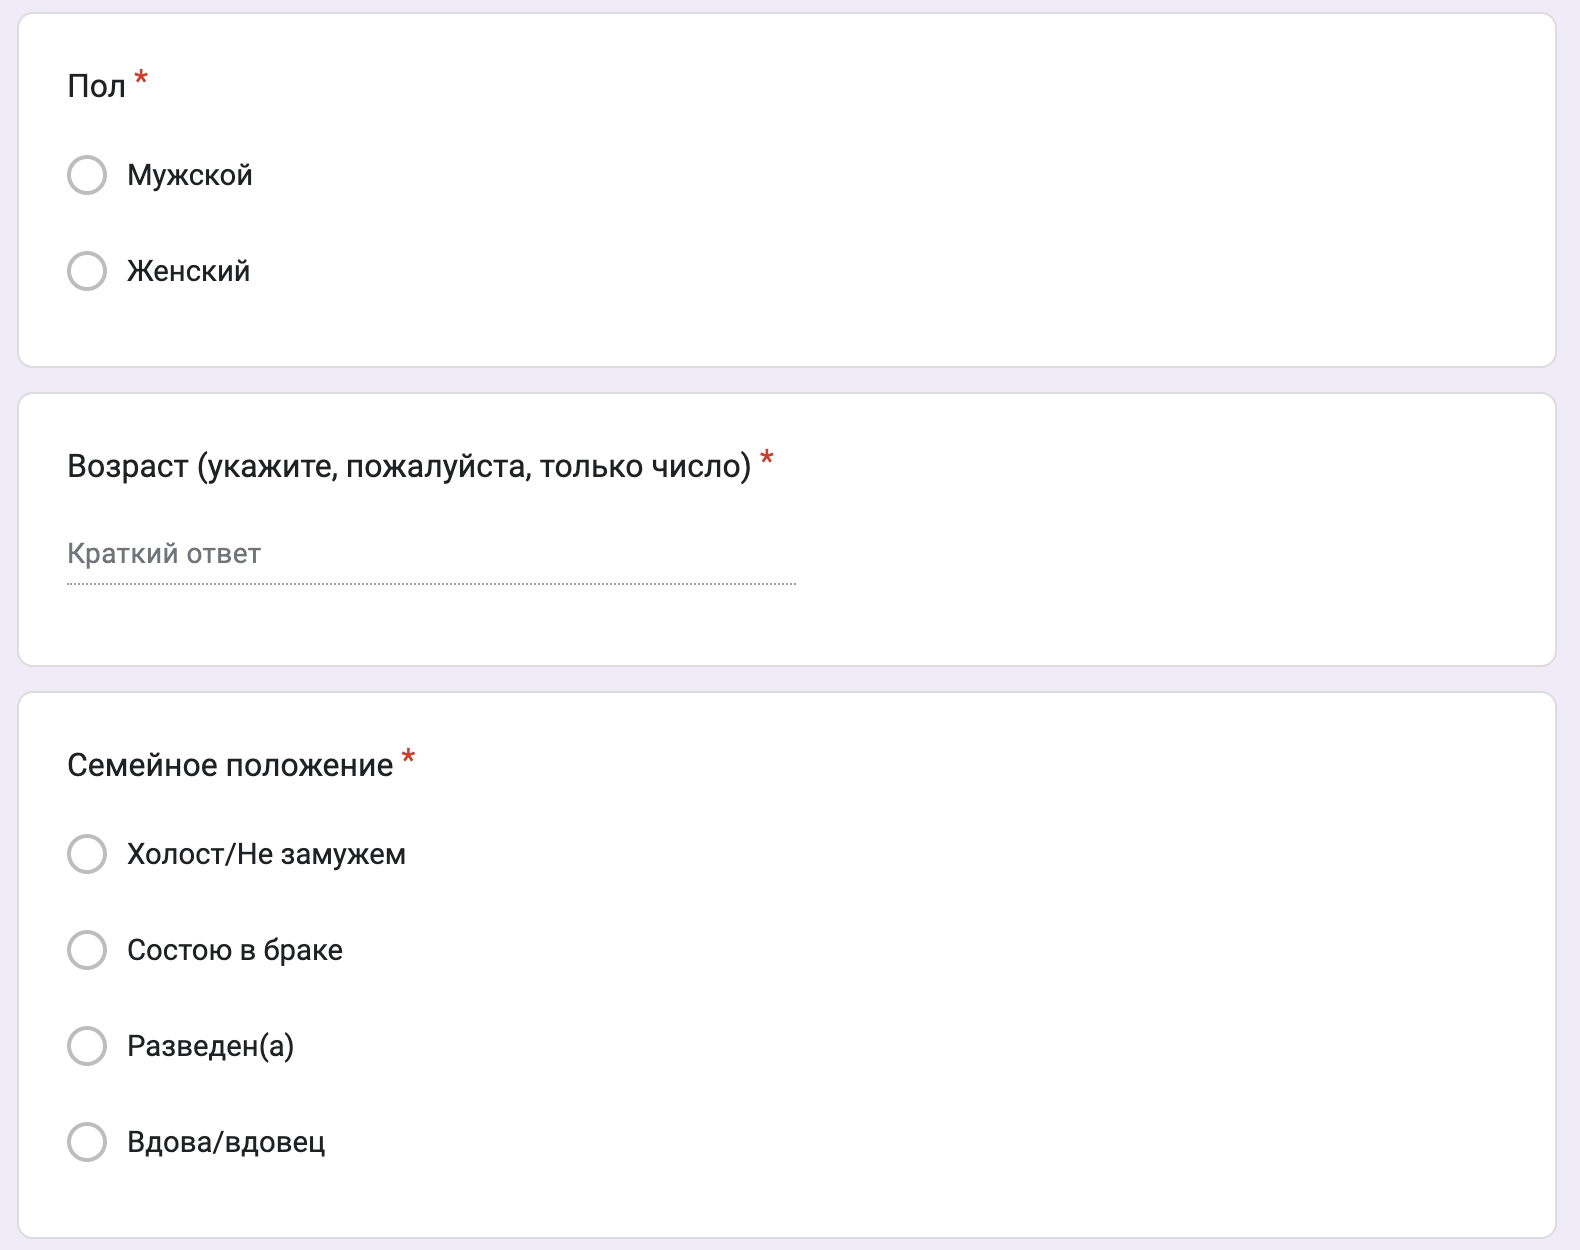 Пол *
Мужской
Женский
Возраст (укажите, пожалуйста, только число) *
Краткий ответ
Семейное положение *
Холост/Не замужем
Состою в браке
Разведен(а)
Вдова/вдовец